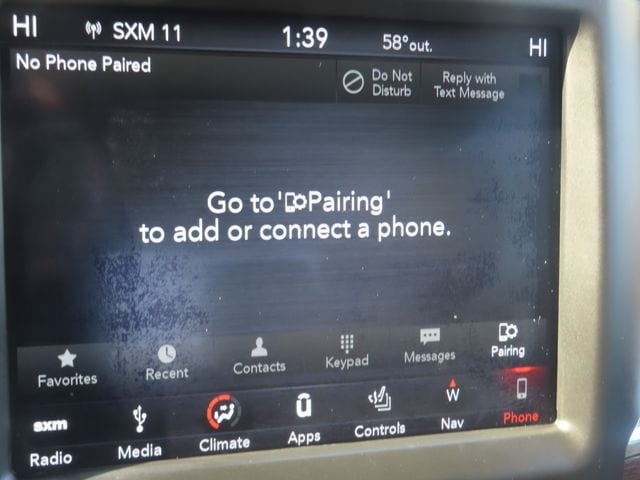 HI SXM 11 1:39 58°out. HI
No Phone Paired
Do Not
Disturb
Reply with
Text Message
Go to 'Pairing'
to add or connect a phone.
Favorites Recent Contacts Keypad Messages Pairing
sxm W
Radio Media Climate Apps Controls Nav Phone